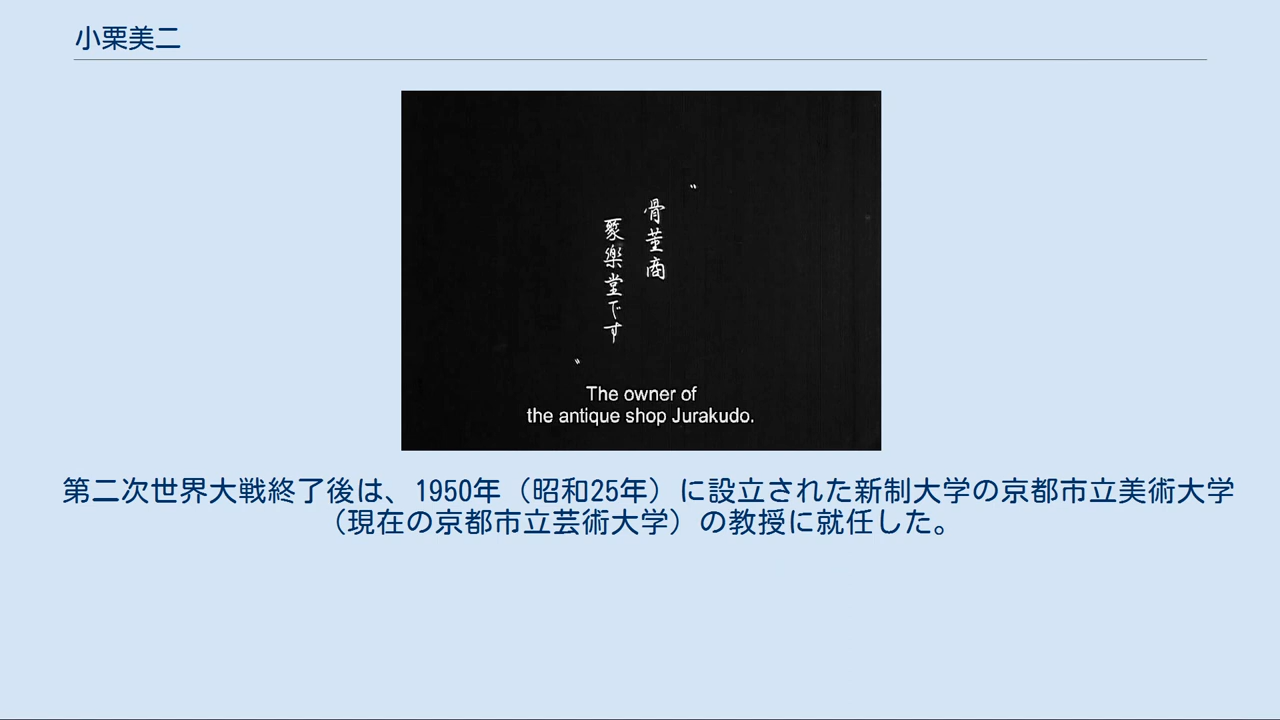 小栗美二
〝
骨董商
聚楽堂です
〟
The owner of
the antique shop Jurakudo.
第二次世界大戦終了後は、1950年（昭和25年）に設立された新制大学の京都市立美術大学
（現在の京都市立芸術大学）の教授に就任した。